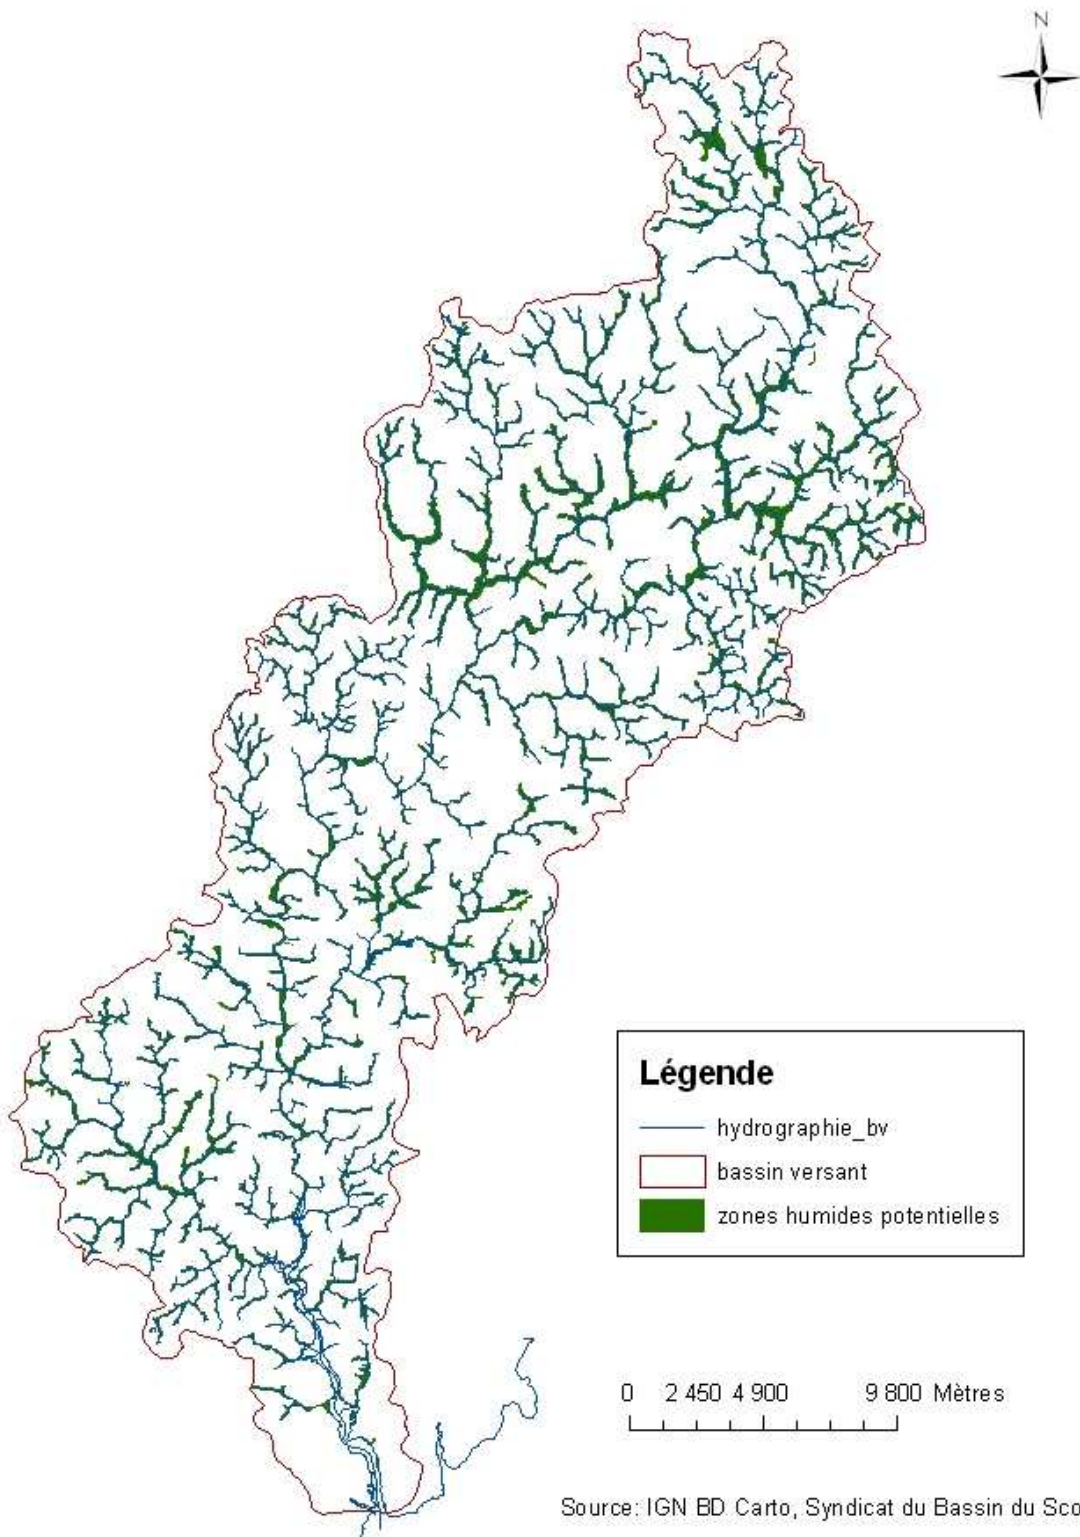 N
Légende
hydrographie_bv
bassin versant
zones humides potentielles
0 2 450 4 900 9 800 Mètres
Source: IGN BD Carto, Syndicat du Bassin du Sco